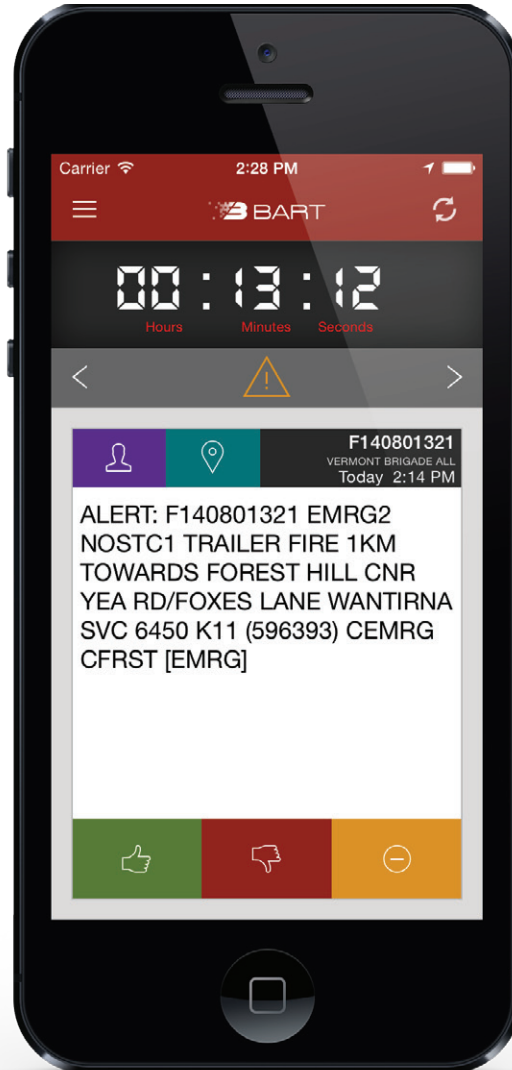 Carrier 2:28 PM
BART
00 : 13 : 12
Hours Minutes Seconds
F140801321
VERMONT BRIGADE ALL
Today 2:14 PM
ALERT: F140801321 EMRG2
NOSTC1 TRAILER FIRE 1KM
TOWARDS FOREST HILL CNR
YEA RD/FOXES LANE WANTIRNA
SVC 6450 K11 (596393) CEMRG
CFRST [EMRG]